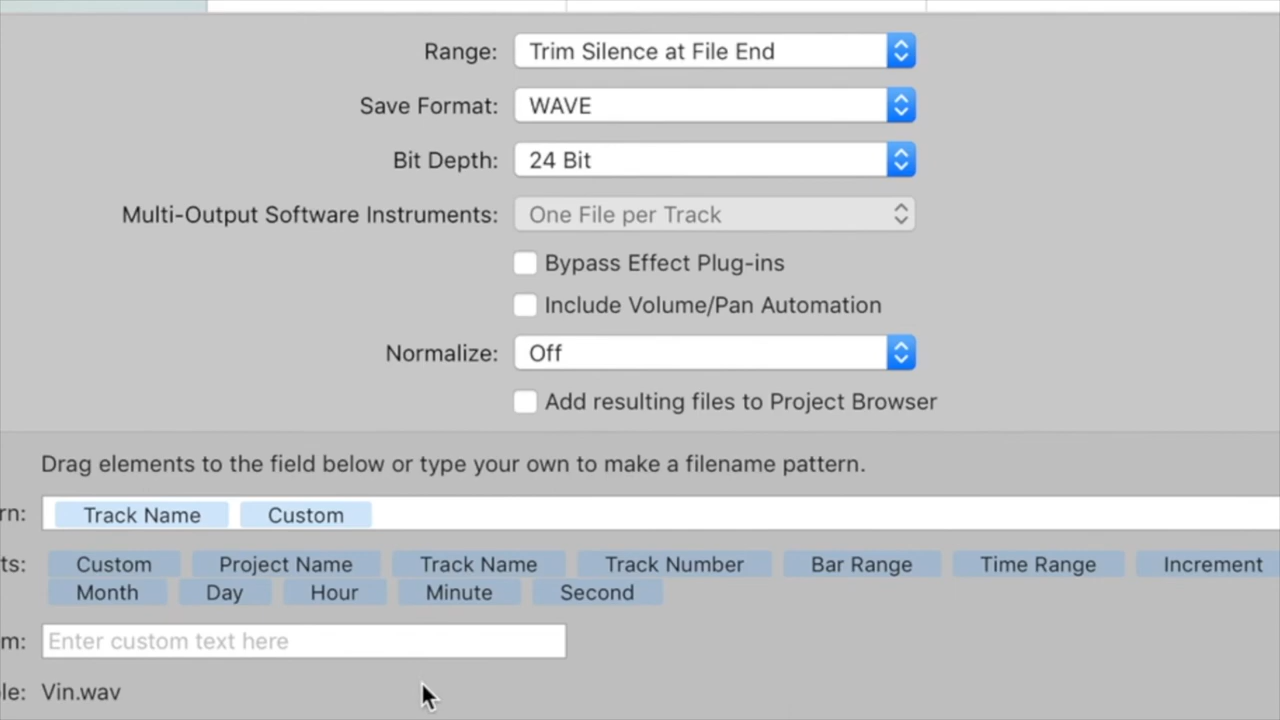 Range: Trim Silence at File End
Save Format: WAVE
Bit Depth: 24 Bit
Multi-Output Software Instruments: One File per Track
Bypass Effect Plug-ins
Include Volume/Pan Automation
Normalize: Off
Add resulting files to Project Browser
Drag elements to the field below or type your own to make a filename pattern.
rn: Track Name Custom
ts: Custom Project Name Track Name Track Number Bar Range Time Range Increment
Month Day Hour Minute Second
m: Enter custom text here
le: Vin.wav